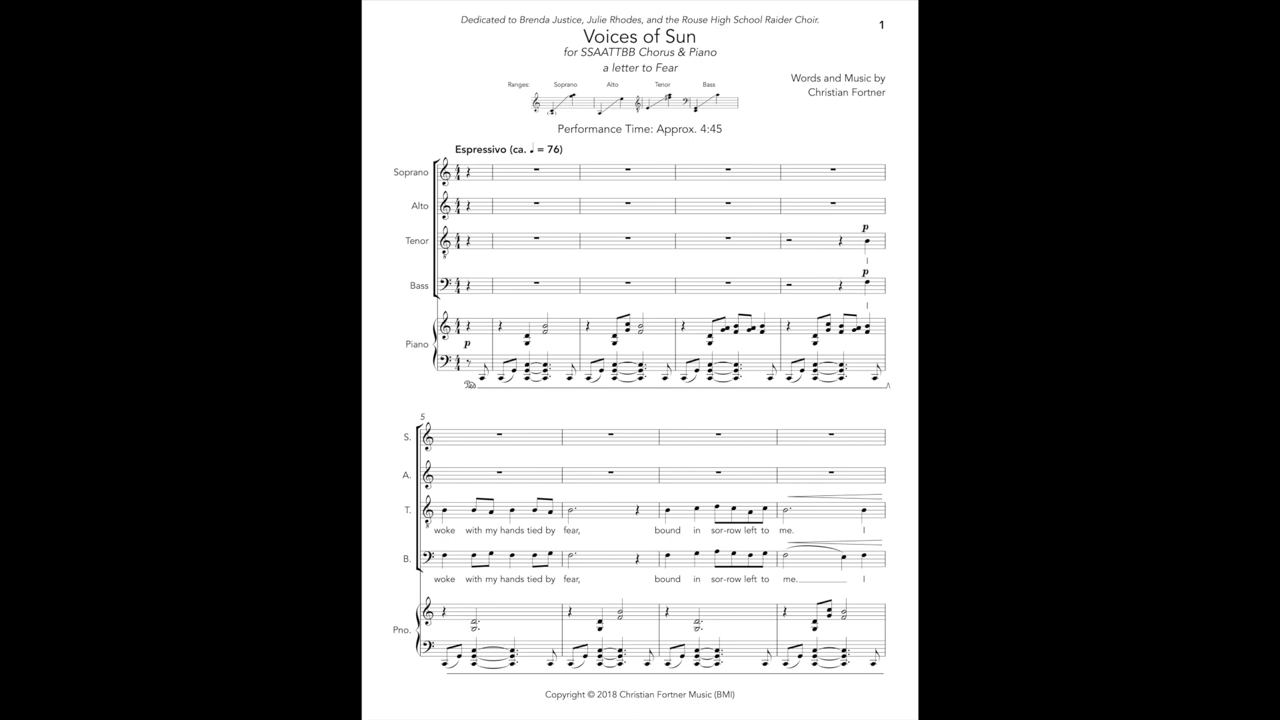 Dedicated to Brenda Justice, Julie Rhodes, and the Rouse High School Raider Choir.
1
Voices of Sun
for SSAATTBB Chorus & Piano
a letter to Fear
Words and Music by
Christian Fortner
Ranges: Soprano Alto Tenor Bass
Performance Time: Approx. 4:45
Espressivo (ca. ♩ = 76)
Soprano
Alto
Tenor
p
I
Bass
p
I
Piano
p
5
S.
A.
T.
woke with my hands tied by fear, bound in sor-row left to me. I
B.
woke with my hands tied by fear, bound in sor-row left to me. I
Pno.
Copyright © 2018 Christian Fortner Music (BMI)